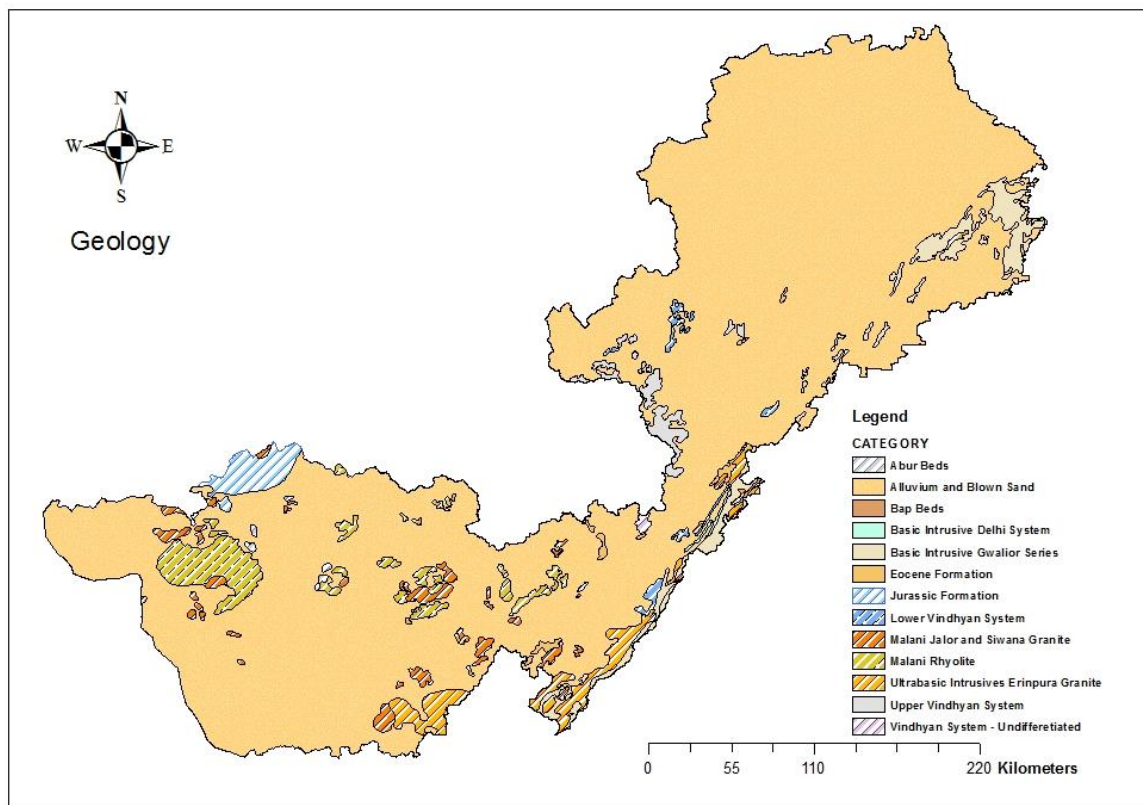 N
W E
S
Geology
Legend
CATEGORY
Abur Beds
Alluvium and Blown Sand
Bap Beds
Basic Intrusive Delhi System
Basic Intrusive Gwalior Series
Eocene Formation
Jurassic Formation
Lower Vindhyan System
Malani Jalor and Siwana Granite
Malani Rhyolite
Ultrabasic Intrusives Erinpura Granite
Upper Vindhyan System
Vindhyan System - Undiffetiated
0 55 110 220 Kilometers